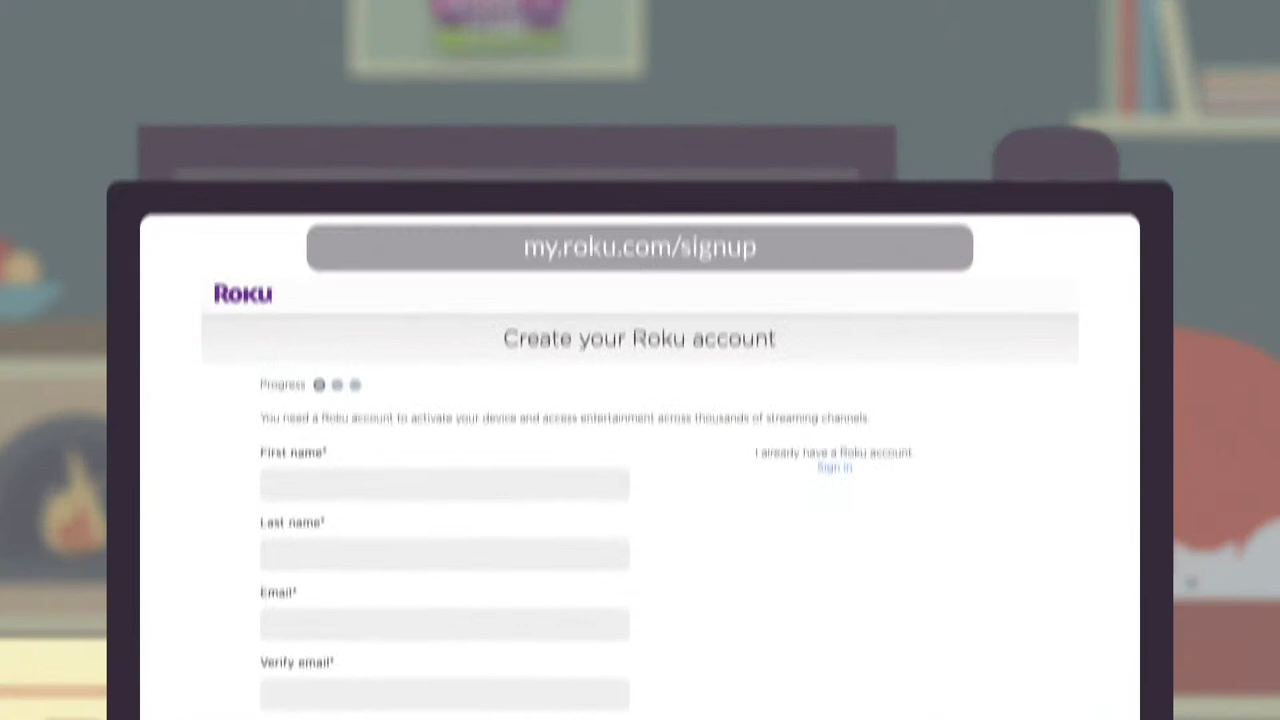 my.roku.com/signup
Roku
Create your Roku account
Progress
You need a Roku account to activate your device and access entertainment across thousands of streaming channels.
First name*
I already have a Roku account.
Sign in
Last name*
Email*
Verify email*